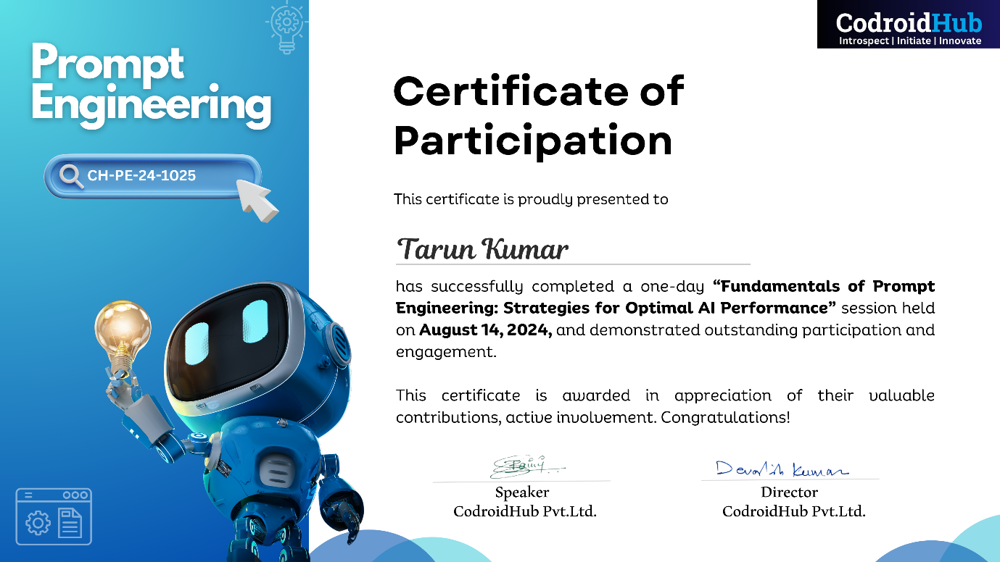 Prompt
Engineering
CH-PE-24-1025
CodroidHub
Introspect | Initiate | Innovate
Certificate of
Participation
This certificate is proudly presented to
Tarun Kumar
has successfully completed a one-day “Fundamentals of Prompt
Engineering: Strategies for Optimal AI Performance” session held
on August 14, 2024, and demonstrated outstanding participation and
engagement.
This certificate is awarded in appreciation of their valuable
contributions, active involvement. Congratulations!
Kumar
Speaker
CodroidHub Pvt.Ltd.
Director
CodroidHub Pvt.Ltd.